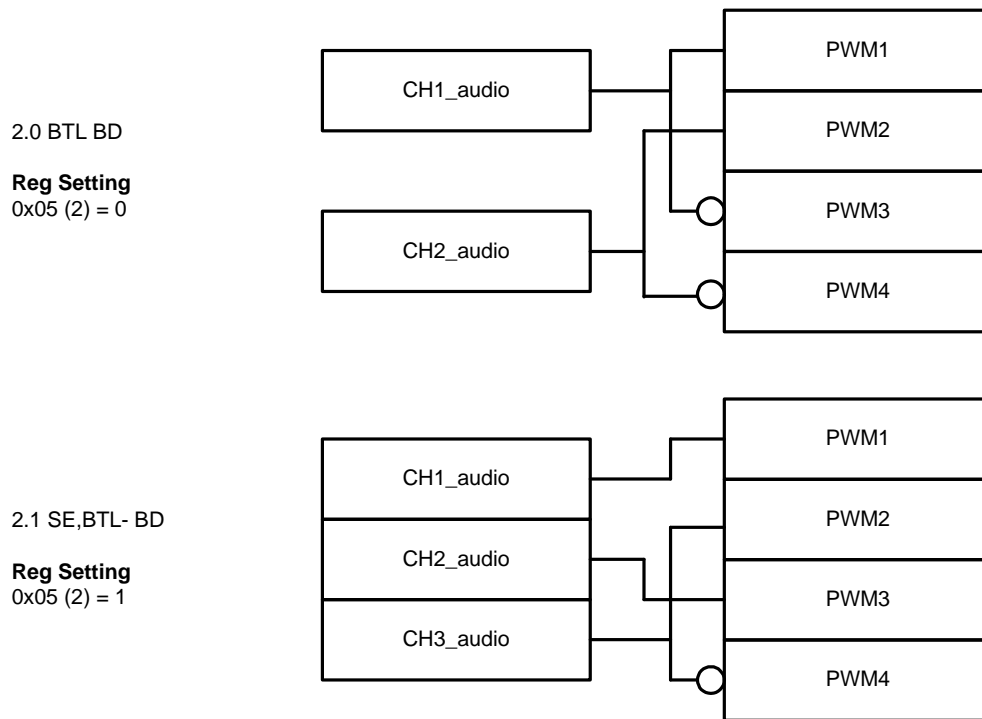 2.0 BTL BD
Reg Setting
0x05 (2) = 0
CH1_audio
CH2_audio
PWM1
PWM2
PWM3
PWM4
2.1 SE,BTL- BD
Reg Setting
0x05 (2) = 1
CH1_audio
CH2_audio
CH3_audio
PWM1
PWM2
PWM3
PWM4